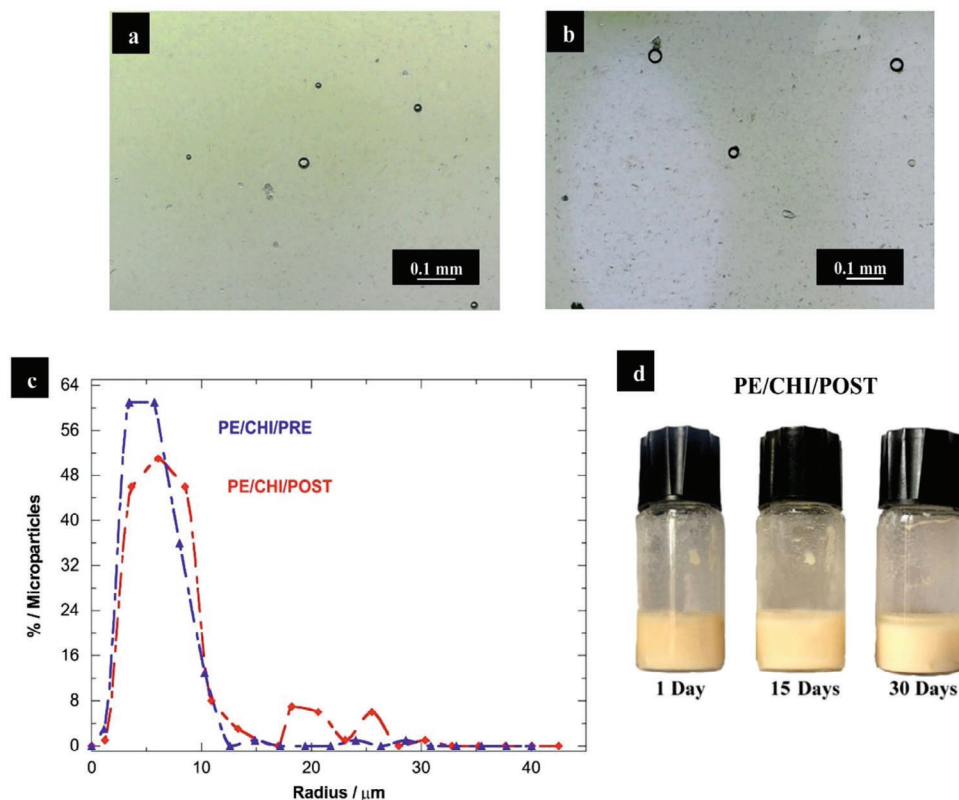 a
b
0.1 mm
0.1 mm
c
d
64
56
48
40
32
24
16
8
0
% / Microparticles
PE/CHI/PRE
PE/CHI/POST
0
10
20
30
40
Radius / μm
PE/CHI/POST
1 Day
15 Days
30 Days